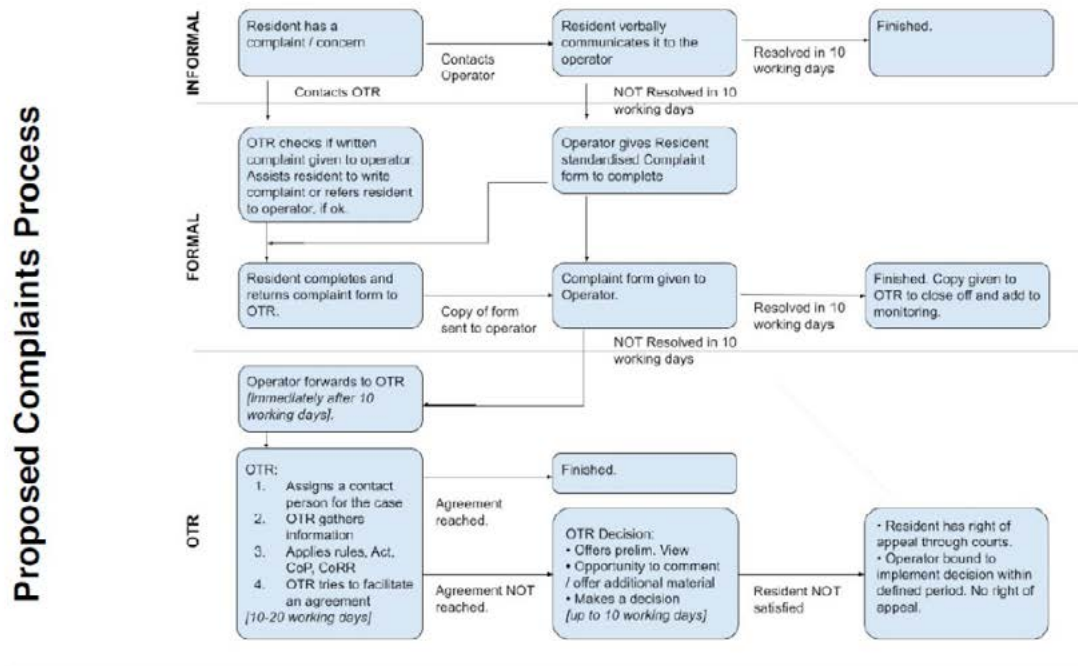 Proposed Complaints Process
INFORMAL
Resident has a
complaint / concern
Contacts
Operator
Resident verbally
communicates it to the
operator
Resolved in 10
working days
Finished.
Contacts OTR
NOT Resolved in 10
working days
FORMAL
OTR checks if written
complaint given to operator
Assists resident to write
complaint or refers resident
to operator, if ok.
Operator gives Resident
standardised Complaint
form to complete
Resident completes and
returns complaint form to
OTR.
Copy of form
sent to operator
Complaint form given to
Operator.
Resolved in 10
working days
Finished. Copy given to
OTR to close off and add to
monitoring.
NOT Resolved in 10
working days
OTR
Operator forwards to OTR
[immediately after 10
working days].
OTR:
1. Assigns a contact
person for the case
2. OTR gathers
information
3. Applies rules, Act,
CoP, CoRR
4. OTR tries to facilitate
an agreement
[10-20 working days]
Agreement
reached.
Finished.
Agreement NOT
reached.
OTR Decision:
• Offers prelim. View
• Opportunity to comment
/ offer additional material
• Makes a decision
[up to 10 working days]
Resident NOT
satisfied
• Resident has right of
appeal through courts.
• Operator bound to
implement decision within
defined period. No right of
appeal.